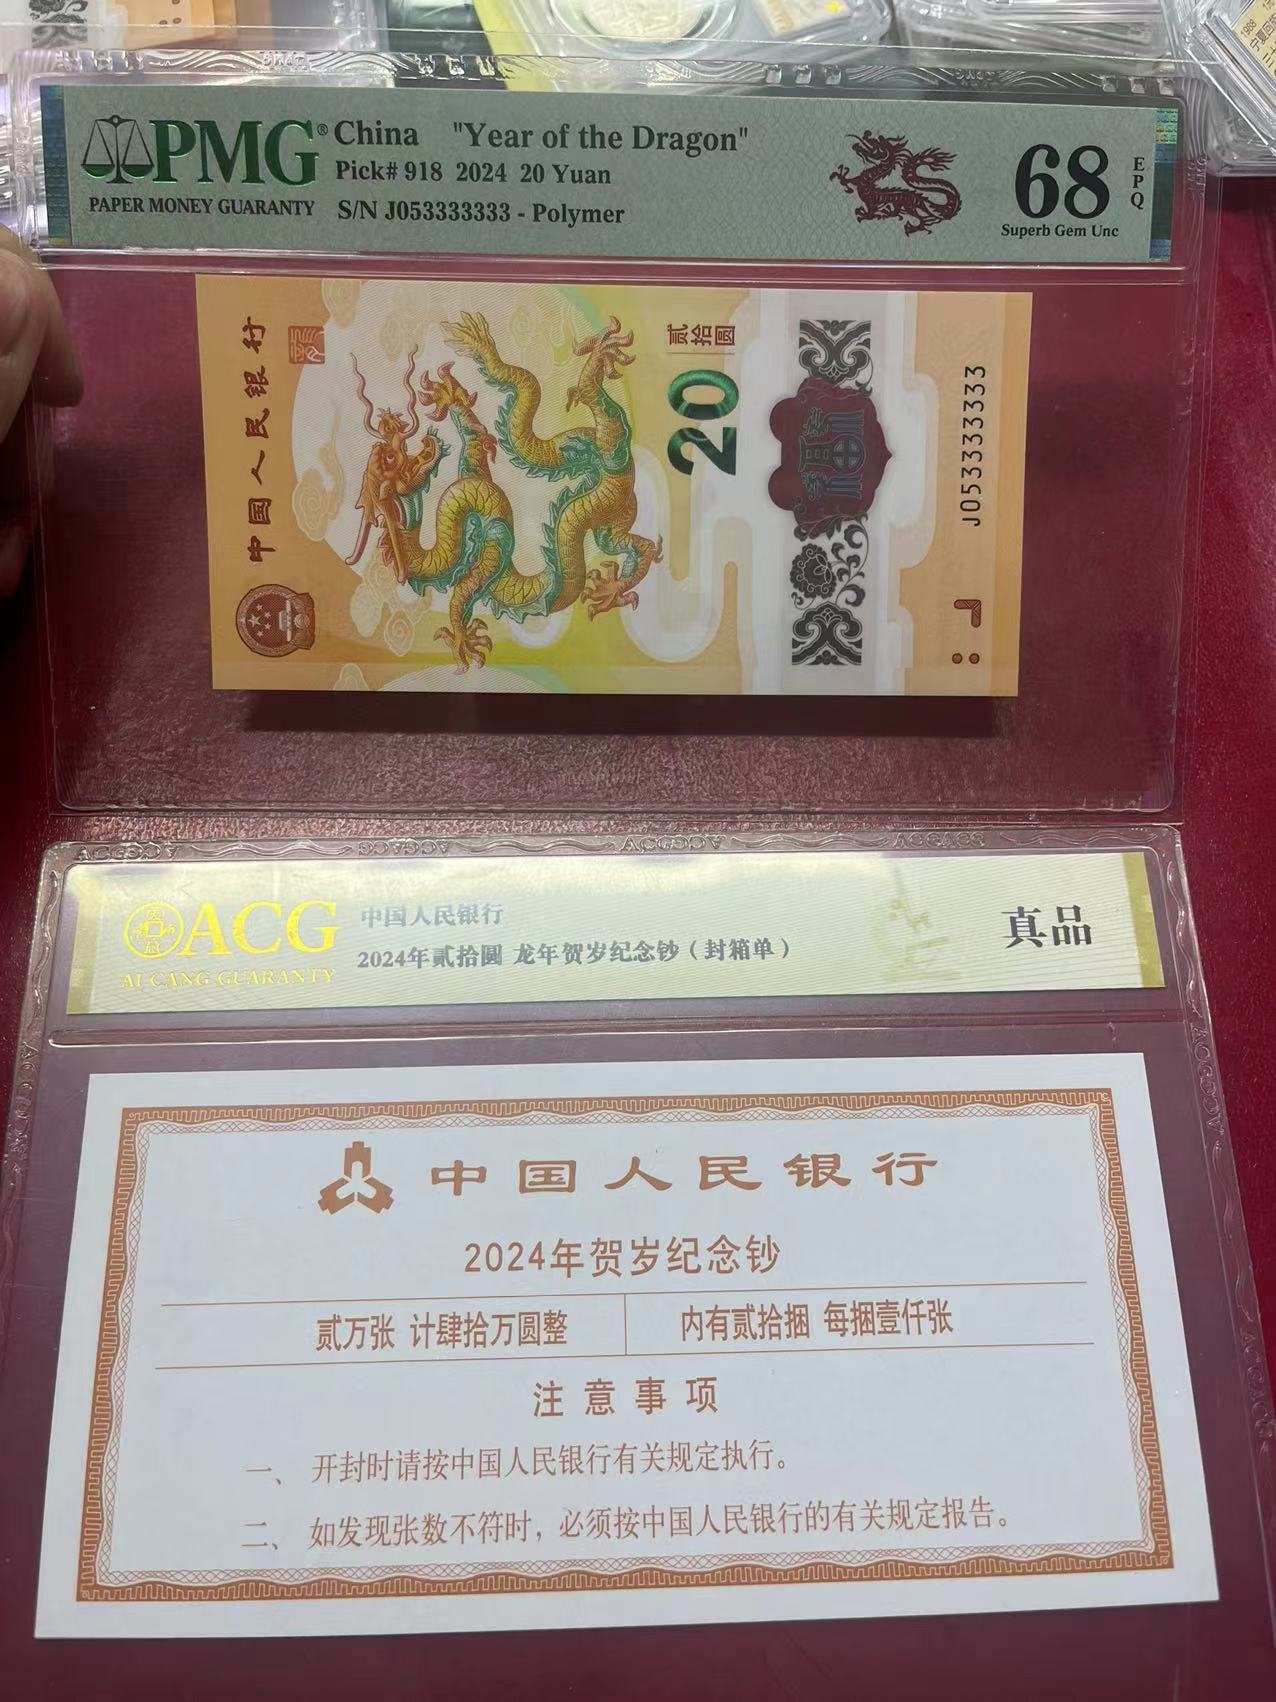 PMG® China "Year of the Dragon"
Pick# 918 2024 20 Yuan
PAPER MONEY GUARANTY S/N J053333333 - Polymer
68
EPQ
Superb Gem Unc
中国人民银行
贰拾圆
20
J053333333
ACG
AI CANG GUARANTY
中国人民银行
2024年贰拾圆 龙年贺岁纪念钞（封箱单）
真品
中国人民银行
2024年贺岁纪念钞
贰万张 计肆拾万圆整
内有贰拾捆 每捆壹仟张
注意事项
一、 开封时请按中国人民银行有关规定执行。
二、 如发现张数不符时，必须按中国人民银行的有关规定报告。